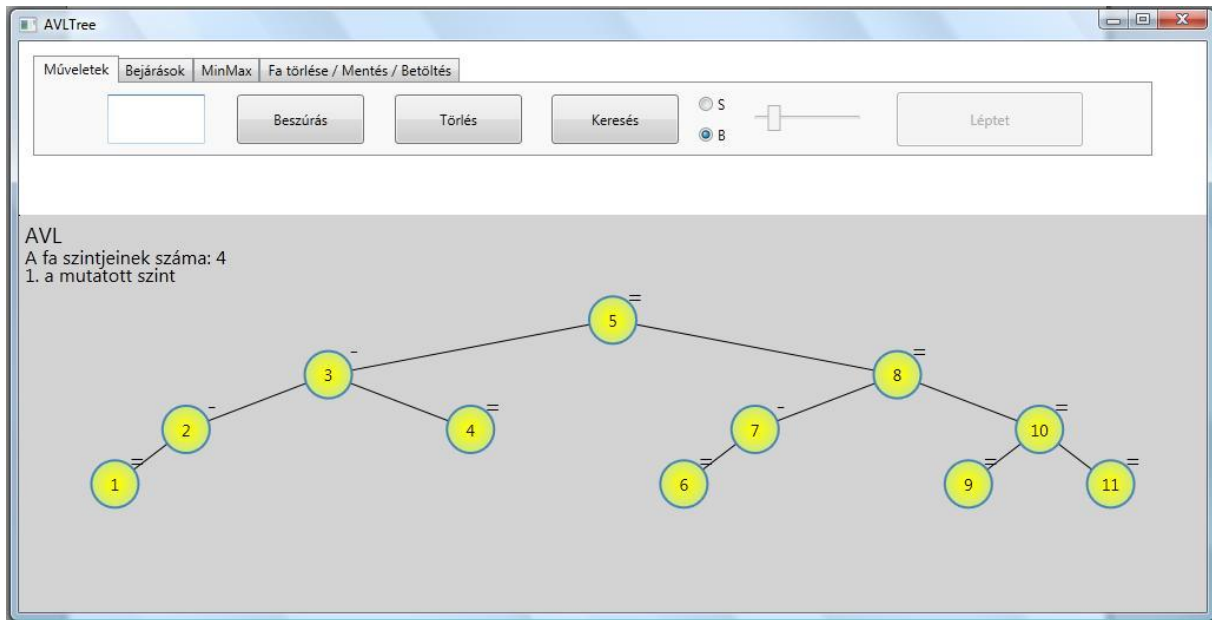 AVLTree
Műveletek Bejárások MinMax Fa törlése / Mentés / Betöltés
Beszúrás Törlés Keresés S B Léptet
AVL
A fa szintjeinek száma: 4
1. a mutatott szint
5 =
3 - 8 =
2 - 4 = 7 - 10 =
1 = 6 = 9 = 11 =